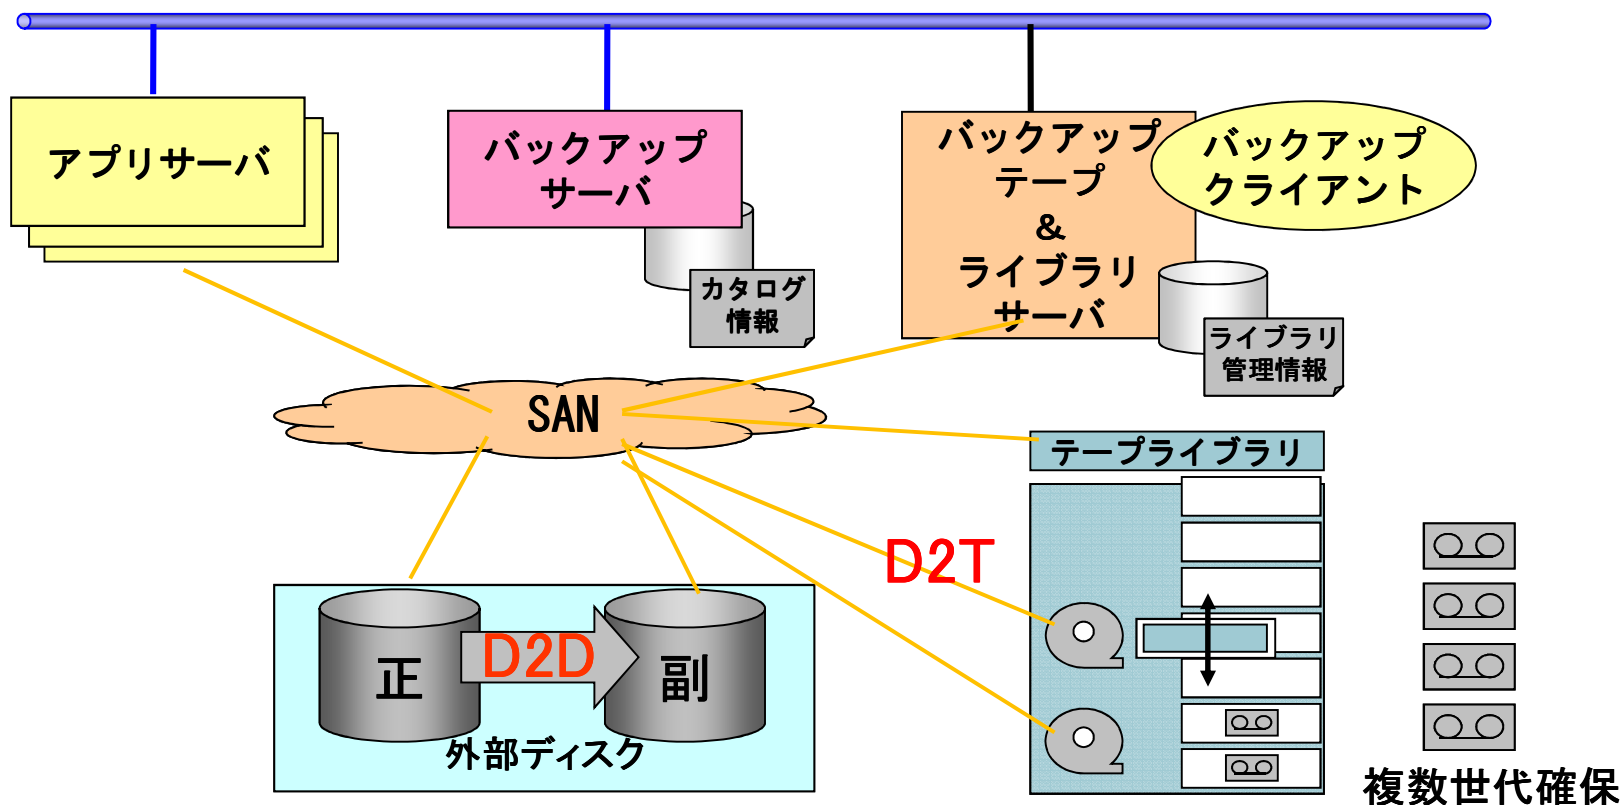 アプリサーバ
バックアップ
サーバ
カタログ
情報
バックアップ
テープ
&
ライブラリ
サーバ
バックアップ
クライアント
ライブラリ
管理情報
SAN
テープライブラリ
D2T
正
D2D
副
外部ディスク
複数世代確保